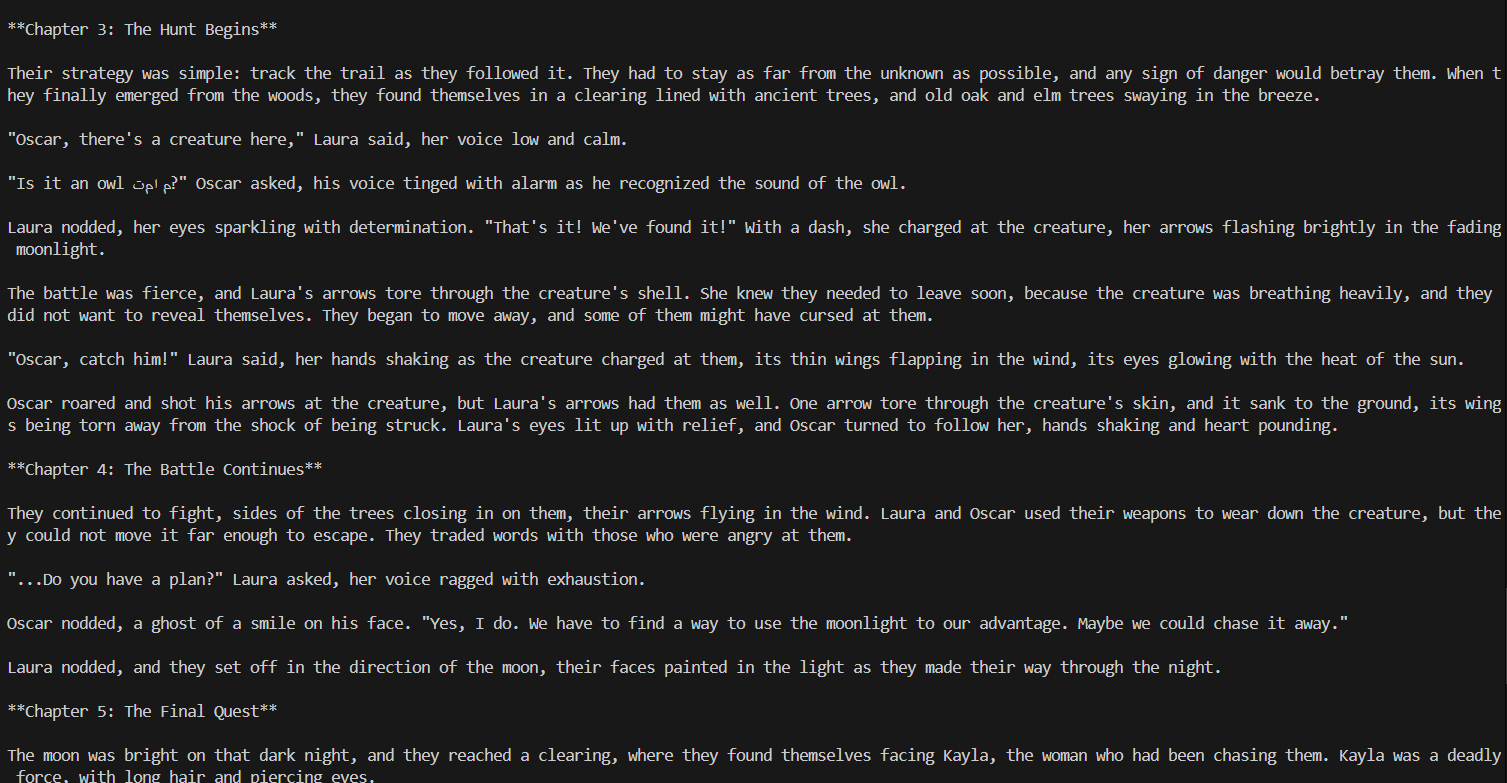 **Chapter 3: The Hunt Begins**
Their strategy was simple: track the trail as they followed it. They had to stay as far from the unknown as possible, and any sign of danger would betray them. When t
hey finally emerged from the woods, they found themselves in a clearing lined with ancient trees, and old oak and elm trees swaying in the breeze.
"Oscar, there's a creature here," Laura said, her voice low and calm.
"Is it an owl تمام?" Oscar asked, his voice tinged with alarm as he recognized the sound of the owl.
Laura nodded, her eyes sparkling with determination. "That's it! We've found it!" With a dash, she charged at the creature, her arrows flashing brightly in the fading
moonlight.
The battle was fierce, and Laura's arrows tore through the creature's shell. She knew they needed to leave soon, because the creature was breathing heavily, and they
did not want to reveal themselves. They began to move away, and some of them might have cursed at them.
"Oscar, catch him!" Laura said, her hands shaking as the creature charged at them, its thin wings flapping in the wind, its eyes glowing with the heat of the sun.
Oscar roared and shot his arrows at the creature, but Laura's arrows had them as well. One arrow tore through the creature's skin, and it sank to the ground, its wing
s being torn away from the shock of being struck. Laura's eyes lit up with relief, and Oscar turned to follow her, hands shaking and heart pounding.
**Chapter 4: The Battle Continues**
They continued to fight, sides of the trees closing in on them, their arrows flying in the wind. Laura and Oscar used their weapons to wear down the creature, but the
y could not move it far enough to escape. They traded words with those who were angry at them.
"...Do you have a plan?" Laura asked, her voice ragged with exhaustion.
Oscar nodded, a ghost of a smile on his face. "Yes, I do. We have to find a way to use the moonlight to our advantage. Maybe we could chase it away."
Laura nodded, and they set off in the direction of the moon, their faces painted in the light as they made their way through the night.
**Chapter 5: The Final Quest**
The moon was bright on that dark night, and they reached a clearing, where they found themselves facing Kayla, the woman who had been chasing them. Kayla was a deadly
force, with long hair and piercing eyes.